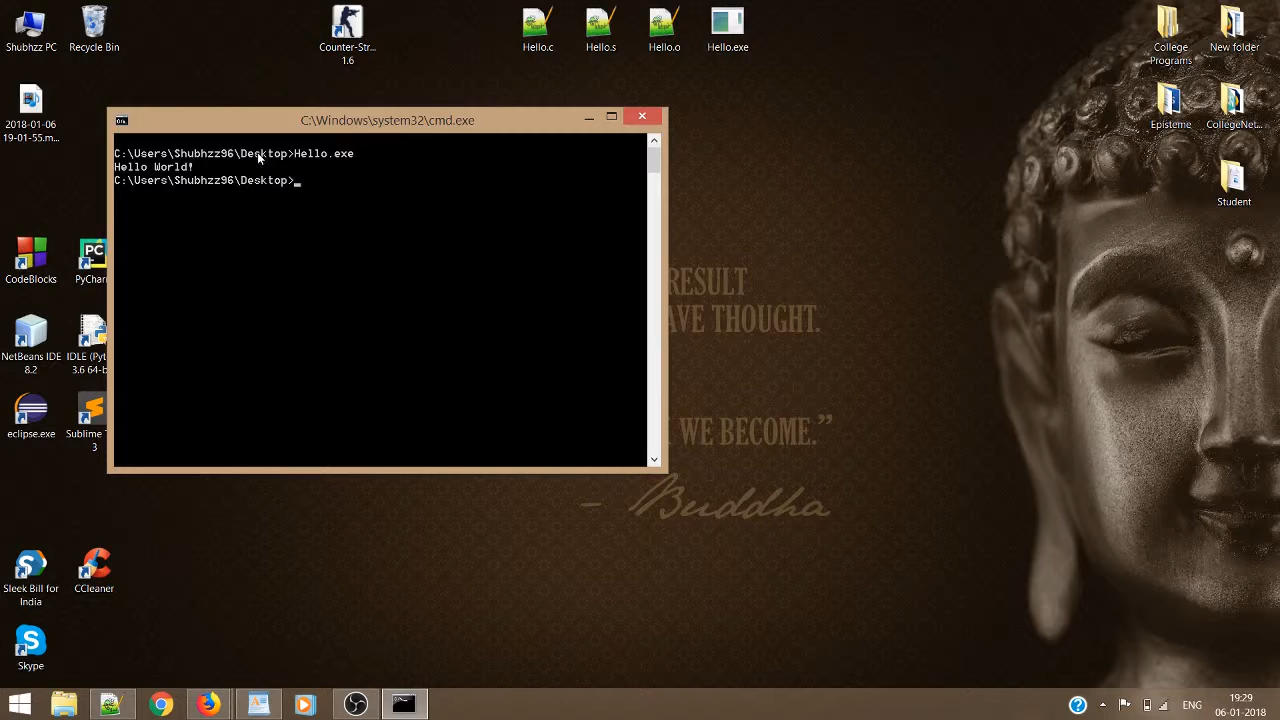 Shubhzz PC
Recycle Bin
Counter-Str...
1.6
Hello.c
Hello.s
Hello.o
Hello.exe
College
Programs
New folder
2018-01-06
19-01-55.m...
Episteme
CollegeNet...
Student
C:\Windows\system32\cmd.exe
C:\Users\Shubhzz96\Desktop>Hello.exe
Hello World!
C:\Users\Shubhzz96\Desktop>
CodeBlocks
PyChar
PC
NetBeans IDE
8.2
IDLE (Pyt
3.6 64-b
eclipse.exe
Sublime
3
RESULT
AVE THOUGHT.
WE BECOME.”
– Buddha
Sleek Bill for
India
CCleaner
Skype
19:29
06-01-2018